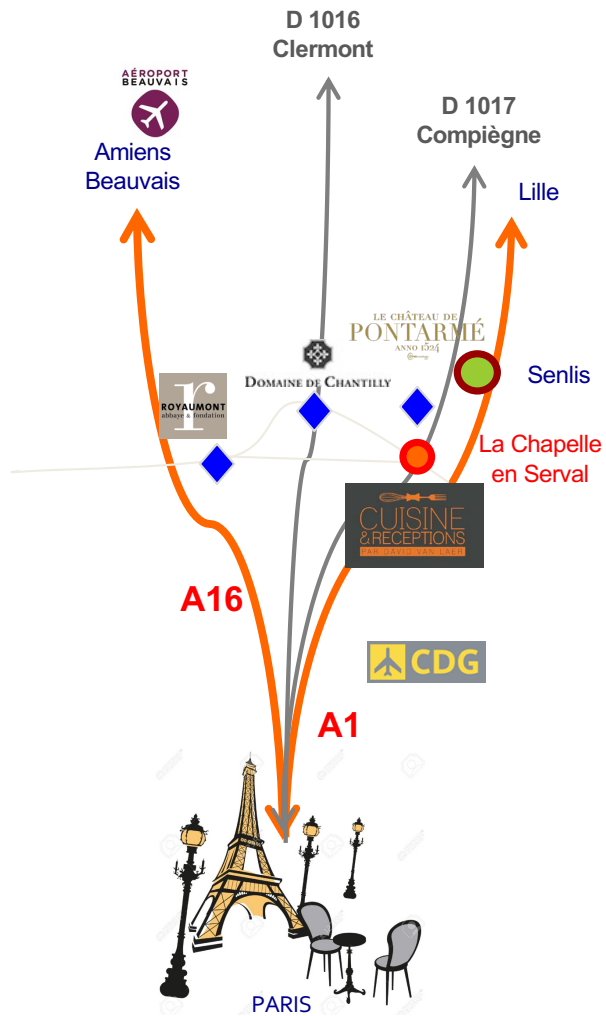 D 1016
Clermont
AÉROPORT
BEAUVAIS
D 1017
Compiègne
Amiens
Beauvais
Lille
LE CHÂTEAU DE
PONTARMÉ
ANNO 1524
DOMAINE DE CHANTILLY
Senlis
r
ROYAUMONT
abbaye & fondation
La Chapelle
en Serval
CUISINE
& RECEPTIONS
PAR DAVID VAN LAER
A16
CDG
A1
PARIS